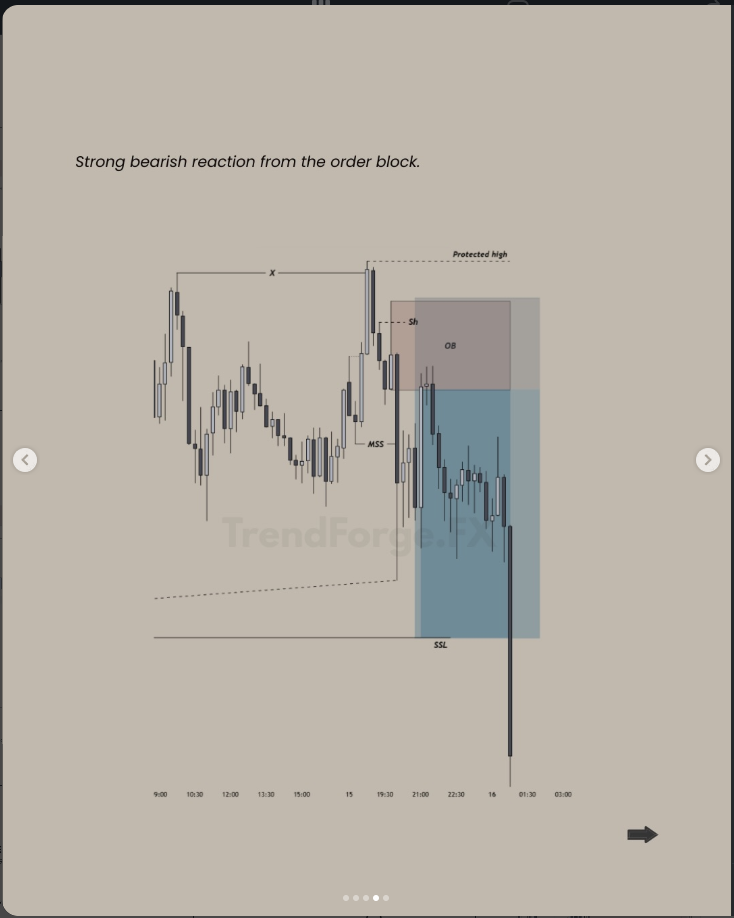 Strong bearish reaction from the order block.
Protected high
X
Sh
OB
MSS
TrendForge.FX
SSL
9:00 10:30 12:00 13:30 15:00 15 19:30 21:00 22:30 16 01:30 03:00